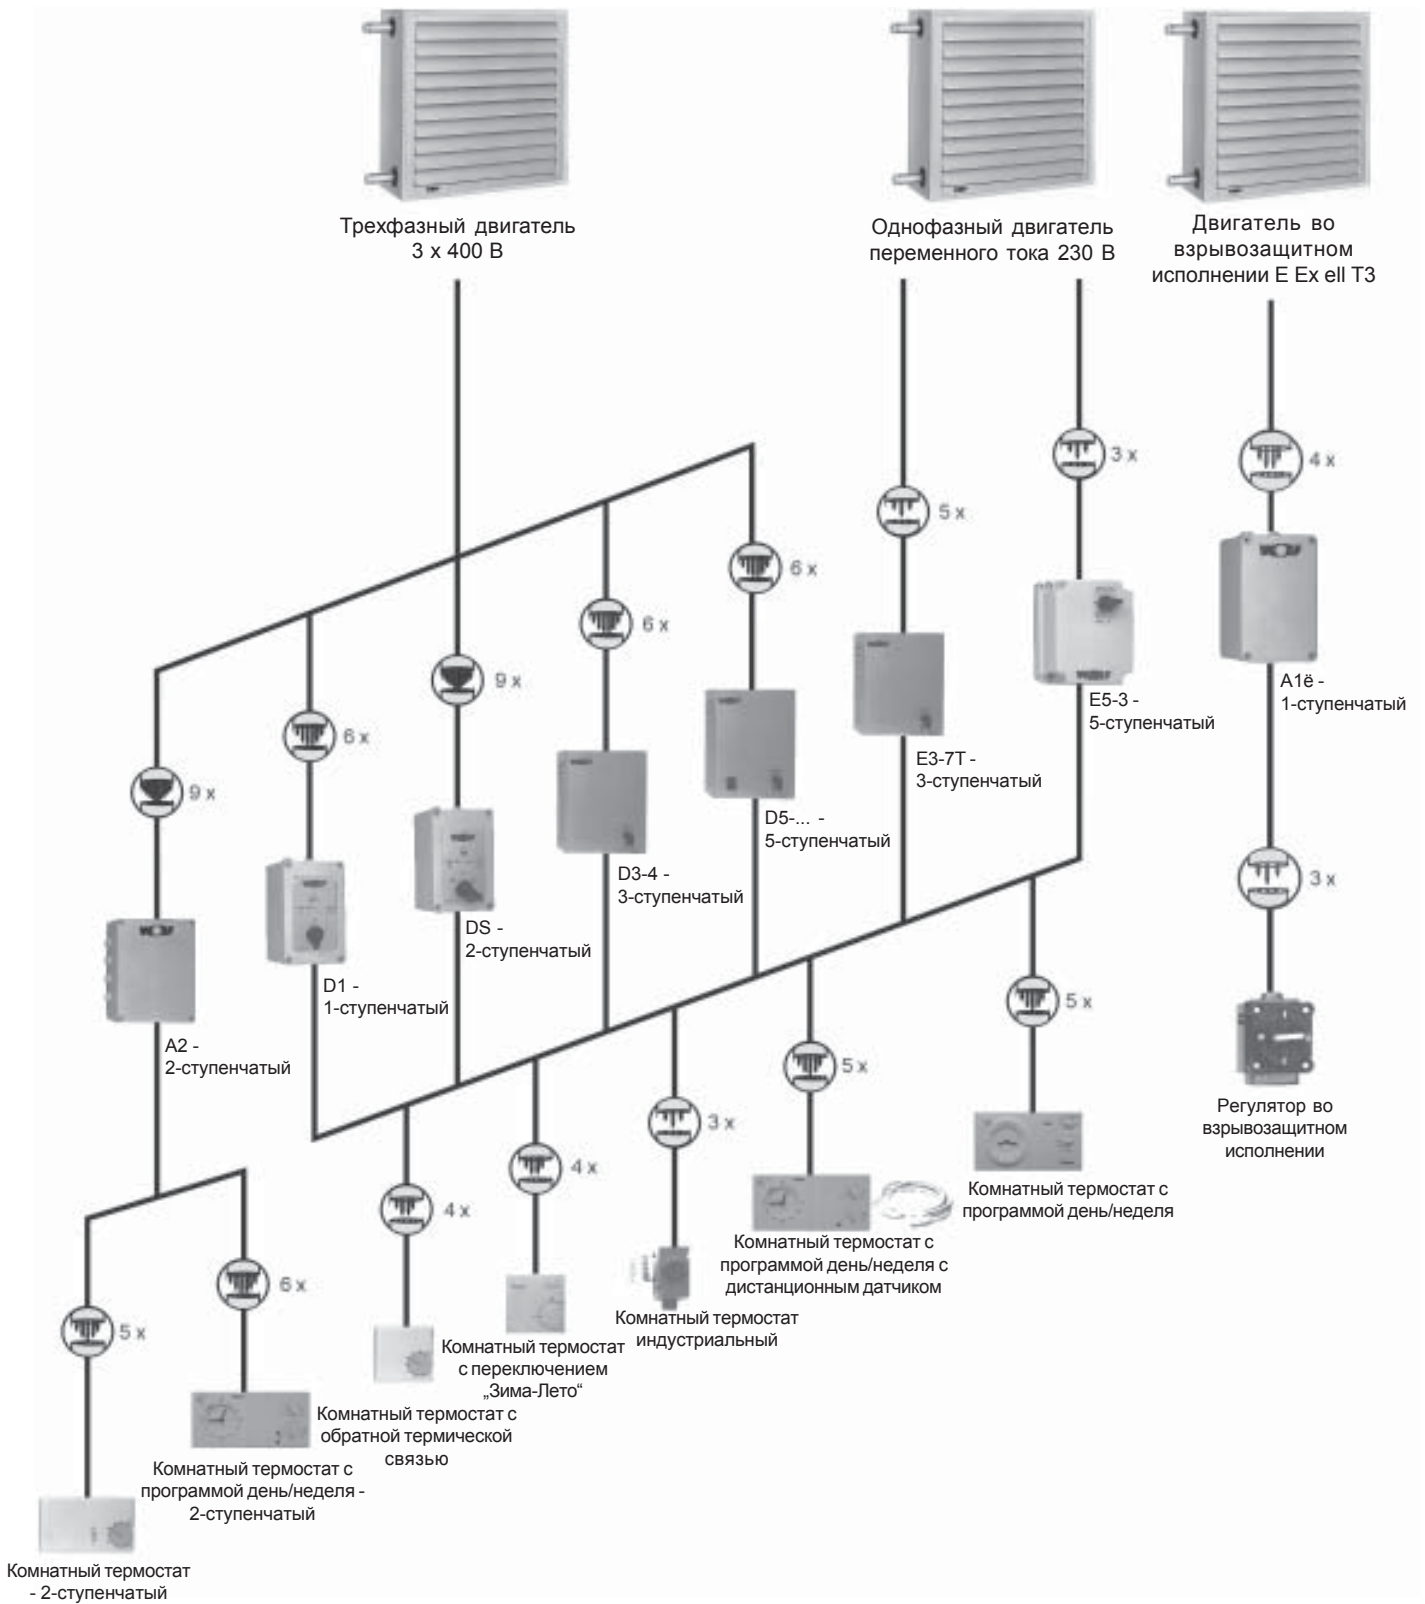 Трехфазный двигатель
3 x 400 В
Однофазный двигатель
переменного тока 230 В
Двигатель во
взрывозащитном
исполнении E Ex ell T3
3 x
4 x
5 x
WOLF
6 x
6 x
9 x
6 x
9 x
A1ё -
1-ступенчатый
E5-3 -
5-ступенчатый
E3-7T -
3-ступенчатый
D5-... -
5-ступенчатый
D3-4 -
3-ступенчатый
3 x
WOLF
DS -
2-ступенчатый
WOLF
D1 -
1-ступенчатый
5 x
A2 -
2-ступенчатый
5 x
3 x
4 x
4 x
Регулятор во
взрывозащитном
исполнении
Комнатный термостат с
программой день/неделя
Комнатный термостат с
программой день/неделя с
дистанционным датчиком
6 x
5 x
Комнатный термостат
индустриальный
Комнатный термостат
с переключением
„Зима-Лето“
Комнатный термостат с
обратной термической
связью
Комнатный термостат с
программой день/неделя -
2-ступенчатый
Комнатный термостат
- 2-ступенчатый